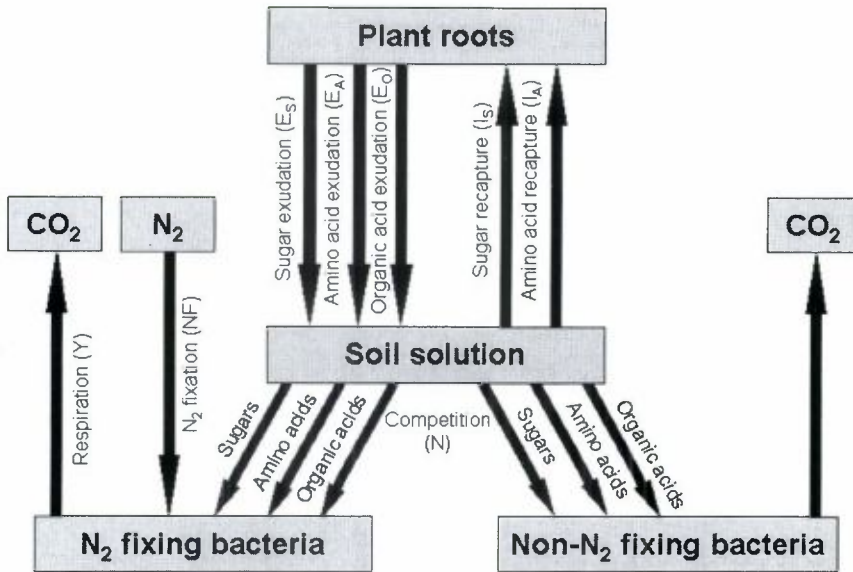 Plant roots
Sugar exudation (E_S)
Amino acid exudation (E_A)
Organic acid exudation (E_O)
Sugar recapture (I_S)
Amino acid recapture (I_A)
CO₂
N₂
CO₂
Respiration (Y)
N₂ fixation (NF)
Soil solution
Sugars
Amino acids
Organic acids
Competition
(N)
Sugars
Amino acids
Organic acids
N₂ fixing bacteria
Non-N₂ fixing bacteria